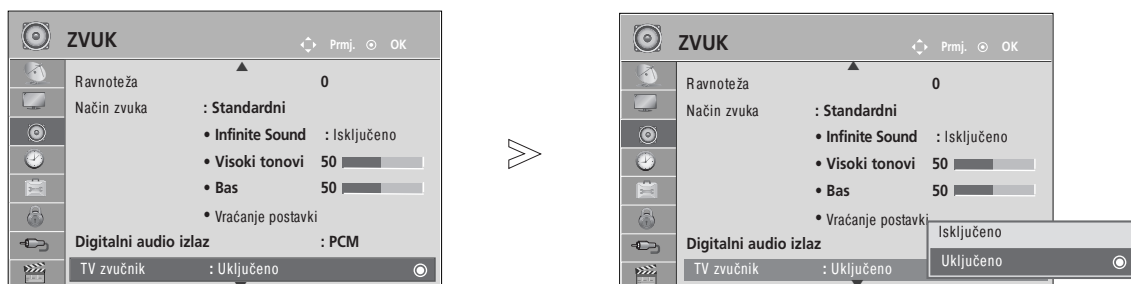 ZVUK
Prmj. OK
Ravnoteža 0
Način zvuka : Standardni
• Infinite Sound : Isključeno
• Visoki tonovi 50
• Bas 50
• Vraćanje postavki
Digitalni audio izlaz : PCM
TV zvučnik : Uključeno
ZVUK
Prmj. OK
Ravnoteža 0
Način zvuka : Standardni
• Infinite Sound : Isključeno
• Visoki tonovi 50
• Bas 50
• Vraćanje postavki
Digitalni audio izlaz
TV zvučnik : Uključeno
Isključeno
Uključeno